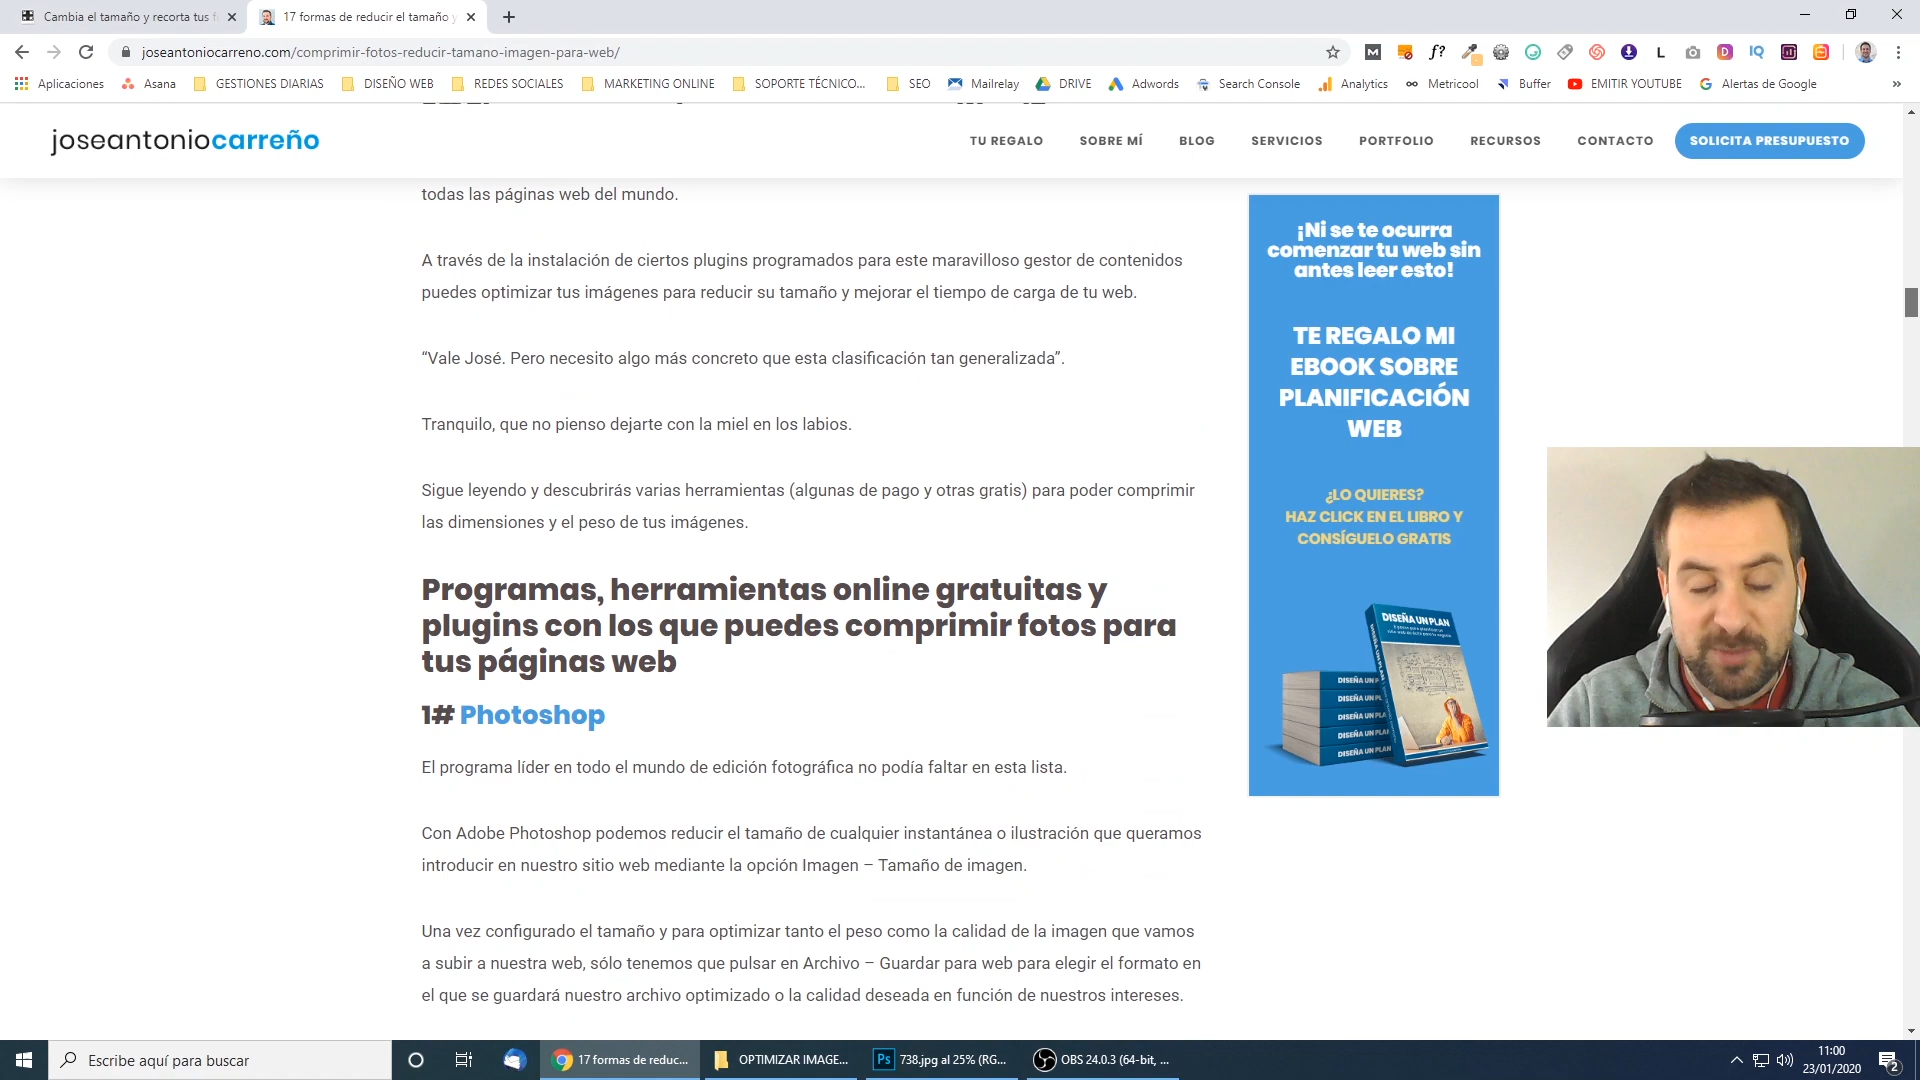 Cambia el tamaño y recorta tus f
17 formas de reducir el tamaño y
joseantoniocarreno.com/comprimir-fotos-reducir-tamano-imagen-para-web/
Aplicaciones
Asana
GESTIONES DIARIAS
DISEÑO WEB
REDES SOCIALES
MARKETING ONLINE
SOPORTE TÉCNICO...
SEO
Mailrelay
DRIVE
Adwords
Search Console
Analytics
Metricool
Buffer
EMITIR YOUTUBE
Alertas de Google
joseantoniocarreño
TU REGALO
SOBRE MÍ
BLOG
SERVICIOS
PORTFOLIO
RECURSOS
CONTACTO
SOLICITA PRESUPUESTO
todas las páginas web del mundo.
A través de la instalación de ciertos plugins programados para este maravilloso gestor de contenidos
puedes optimizar tus imágenes para reducir su tamaño y mejorar el tiempo de carga de tu web.
“Vale José. Pero necesito algo más concreto que esta clasificación tan generalizada”.
Tranquilo, que no pienso dejarte con la miel en los labios.
Sigue leyendo y descubrirás varias herramientas (algunas de pago y otras gratis) para poder comprimir
las dimensiones y el peso de tus imágenes.
Programas, herramientas online gratuitas y
plugins con los que puedes comprimir fotos para
tus páginas web
1# Photoshop
El programa líder en todo el mundo de edición fotográfica no podía faltar en esta lista.
Con Adobe Photoshop podemos reducir el tamaño de cualquier instantánea o ilustración que queramos
introducir en nuestro sitio web mediante la opción Imagen – Tamaño de imagen.
Una vez configurado el tamaño y para optimizar tanto el peso como la calidad de la imagen que vamos
a subir a nuestra web, sólo tenemos que pulsar en Archivo – Guardar para web para elegir el formato en
el que se guardará nuestro archivo optimizado o la calidad deseada en función de nuestros intereses.
¡Ni se te ocurra
comenzar tu web sin
antes leer esto!
TE REGALO MI
EBOOK SOBRE
PLANIFICACIÓN
WEB
¿LO QUIERES?
HAZ CLICK EN EL LIBRO Y
CONSÍGUELO GRATIS
DISEÑA UN PLAN
DISEÑA UN P
DISEÑA UN P
DISEÑA UN PLA
DISEÑA UN PLA
DISEÑA UN PLAN
Escribe aquí para buscar
17 formas de reduc...
OPTIMIZAR IMAGE...
Ps
738.jpg al 25% (RG...
OBS 24.0.3 (64-bit, ...
11:00
23/01/2020
2